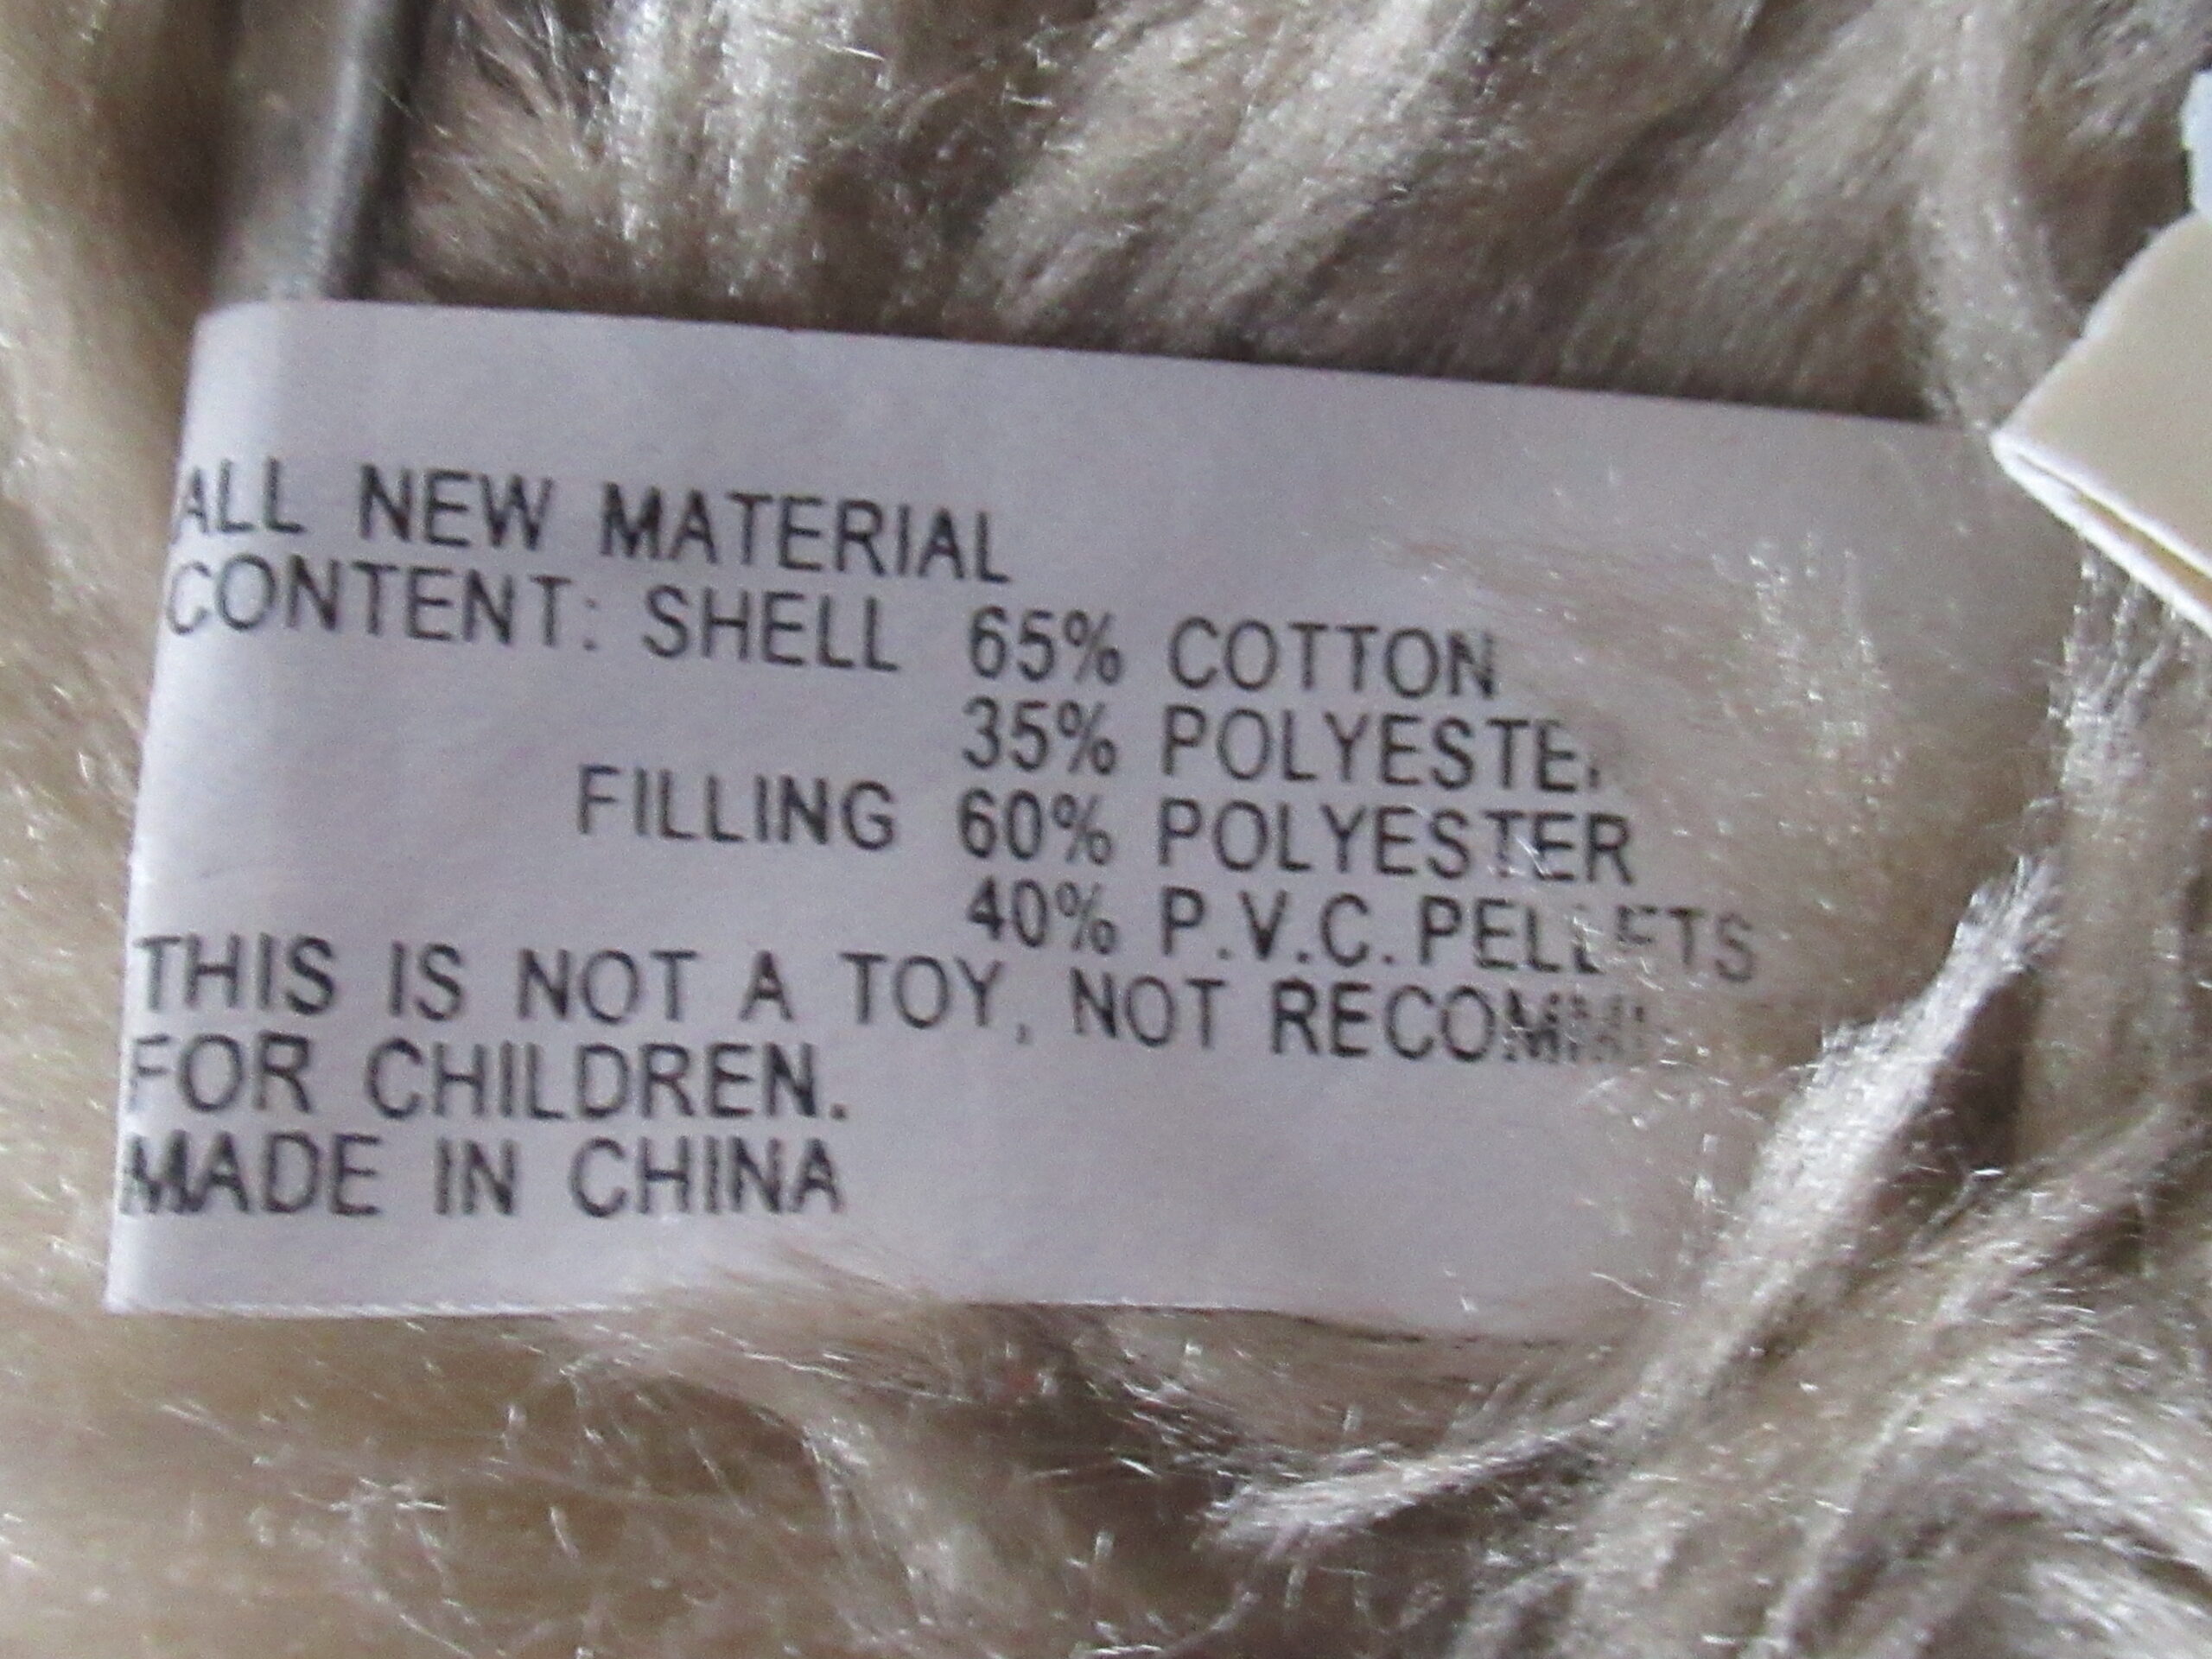 ALL NEW MATERIAL
CONTENT: SHELL 65% COTTON
35% POLYESTER
FILLING 60% POLYESTER
40% P.V.C. PELLETS
THIS IS NOT A TOY, NOT
FOR CHILDREN.
MADE IN CHINA